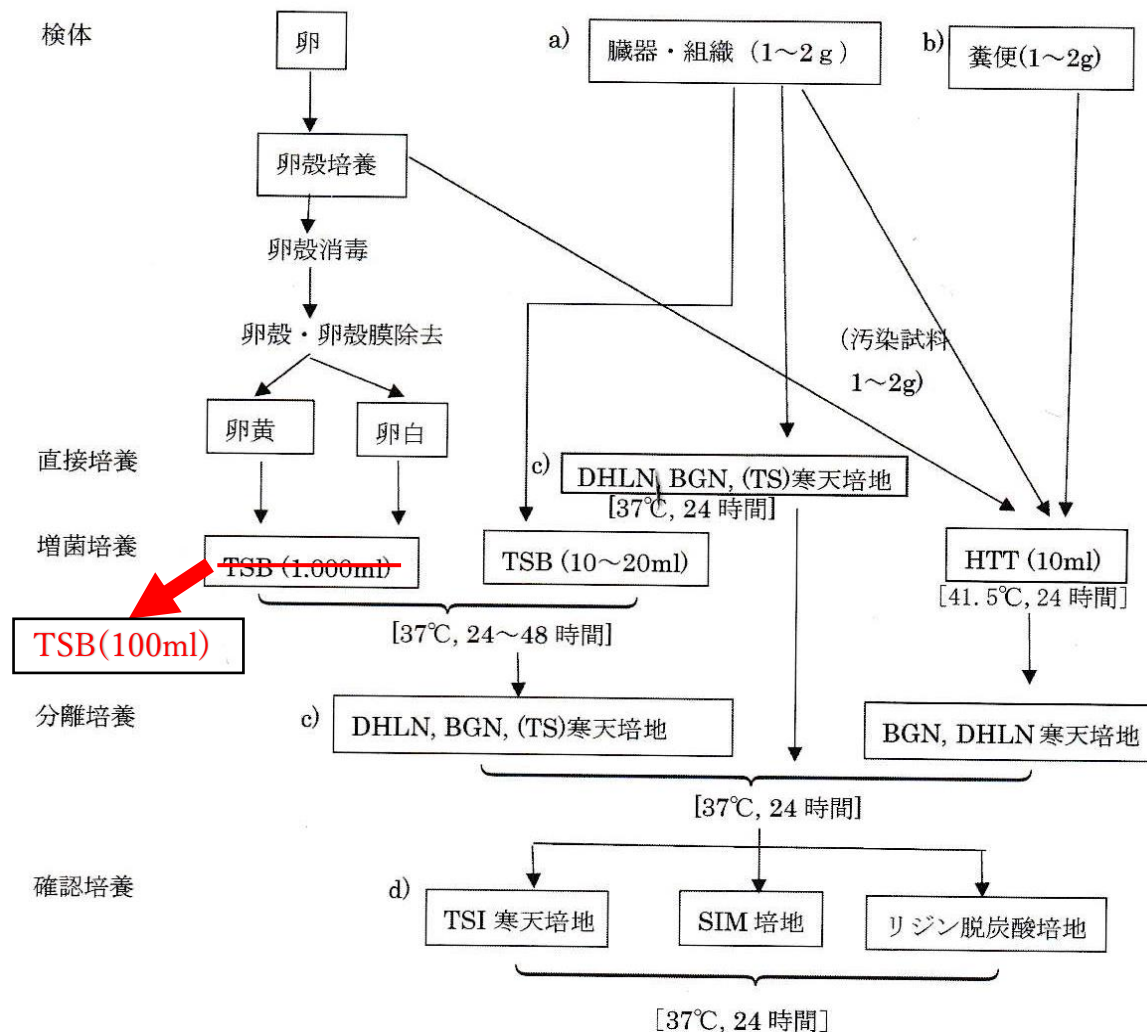 検体
卵
a)
臓器・組織 (1～2 g )
b)
糞便(1～2g)
卵殻培養
卵殻消毒
卵殻・卵殻膜除去
(汚染試料
1～2g)
卵黄
卵白
直接培養
c)
DHLN, BGN, (TS)寒天培地
[37℃, 24 時間]
増菌培養
TSB (1.000ml)
TSB (10～20ml)
HTT (10ml)
[41.5℃, 24 時間]
TSB(100ml)
[37℃, 24～48 時間]
分離培養
c)
DHLN, BGN, (TS)寒天培地
BGN, DHLN 寒天培地
[37℃, 24 時間]
確認培養
d)
TSI 寒天培地
SIM 培地
リジン脱炭酸培地
[37℃, 24 時間]